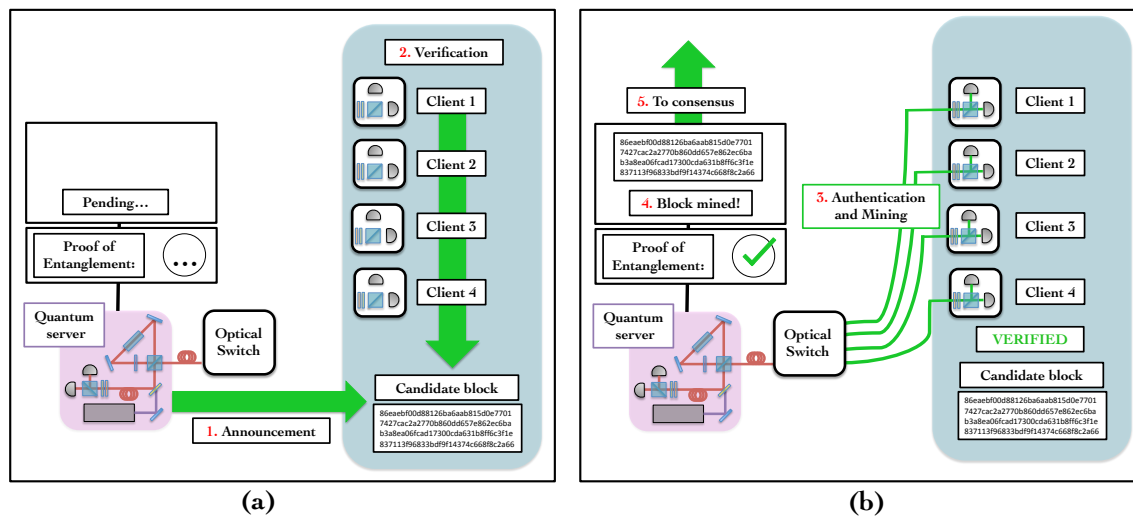 2. Verification
Client 1
Client 2
Client 3
Client 4
Pending...
Proof of
Entanglement:
...
Quantum
server
Optical
Switch
1. Announcement
Candidate block
86eaebf00d88126ba6aab815d0e7701
7427cac2a2770b860dd657e862ec6ba
b3a8ea06fcad17300cda631b8ff6c3f1e
837113f96833bdf9f14374c668f8c2a66
(a)
5. To consensus
86eaebf00d88126ba6aab815d0e7701
7427cac2a2770b860dd657e862ec6ba
b3a8ea06fcad17300cda631b8ff6c3f1e
837113f96833bdf9f14374c668f8c2a66
4. Block mined!
Proof of
Entanglement:
Quantum
server
Optical
Switch
3. Authentication
and Mining
Client 1
Client 2
Client 3
Client 4
VERIFIED
Candidate block
86eaebf00d88126ba6aab815d0e7701
7427cac2a2770b860dd657e862ec6ba
b3a8ea06fcad17300cda631b8ff6c3f1e
837113f96833bdf9f14374c668f8c2a66
(b)